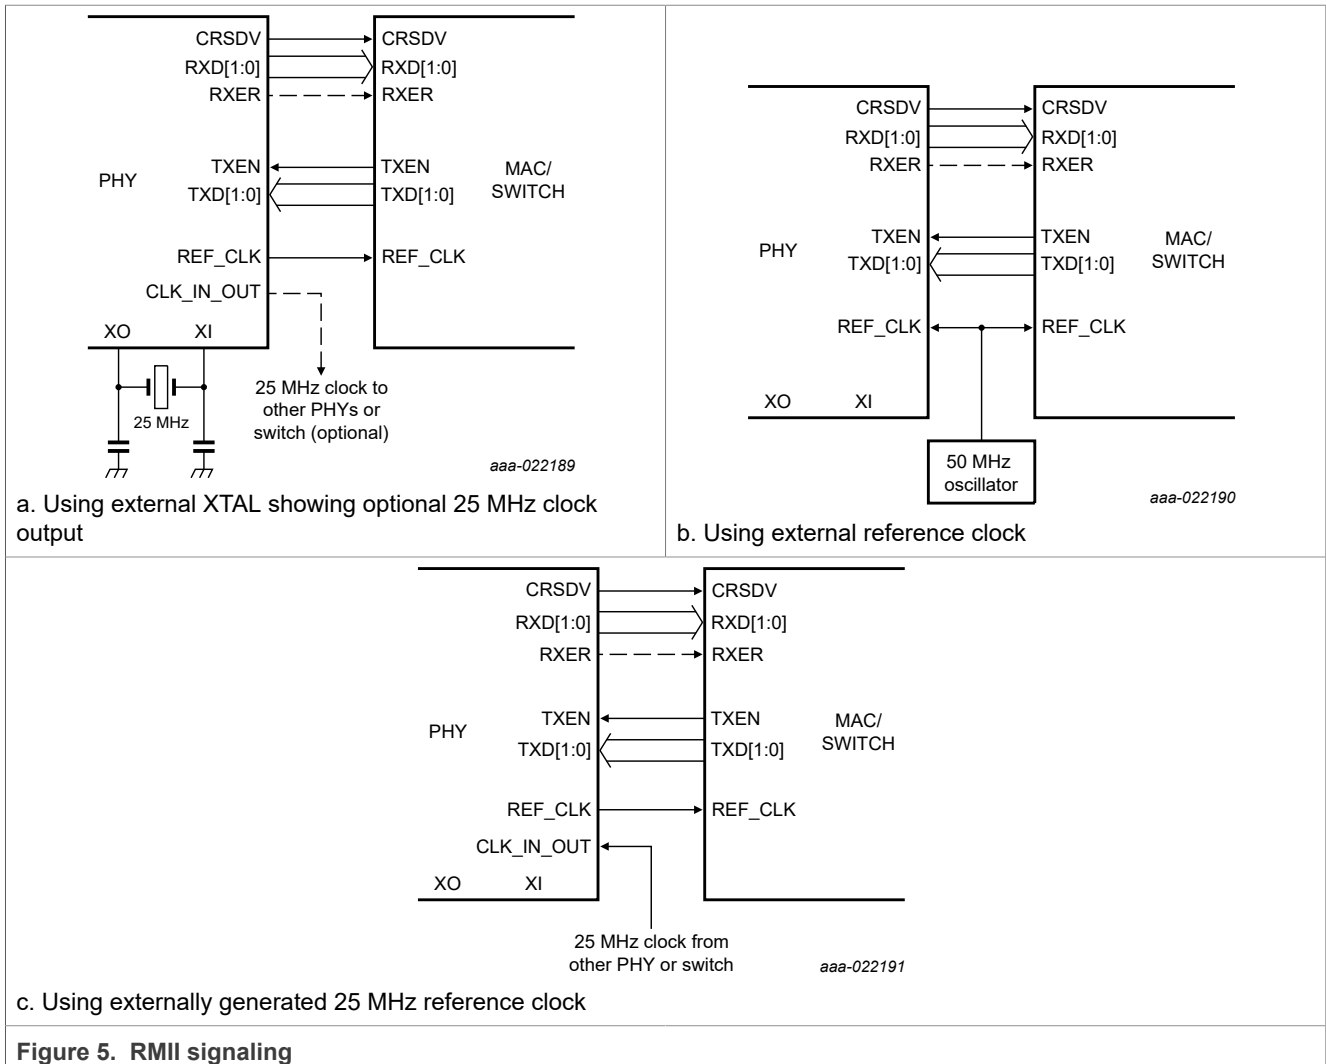 CRSDV CRSDV
RXD[1:0] RXD[1:0]
RXER RXER
TXEN TXEN
PHY
MAC/
SWITCH
TXD[1:0] TXD[1:0]
REF_CLK REF_CLK
CLK_IN_OUT
XO XI
25 MHz
25 MHz clock to
other PHYs or
switch (optional)
aaa-022189
a. Using external XTAL showing optional 25 MHz clock
output
CRSDV CRSDV
RXD[1:0] RXD[1:0]
RXER RXER
TXEN TXEN
PHY
MAC/
SWITCH
TXD[1:0] TXD[1:0]
REF_CLK REF_CLK
XO XI
50 MHz
oscillator
aaa-022190
b. Using external reference clock
CRSDV CRSDV
RXD[1:0] RXD[1:0]
RXER RXER
TXEN TXEN
PHY
MAC/
SWITCH
TXD[1:0] TXD[1:0]
REF_CLK REF_CLK
CLK_IN_OUT
XO XI
25 MHz clock from
other PHY or switch
aaa-022191
c. Using externally generated 25 MHz reference clock
Figure 5. RMII signaling